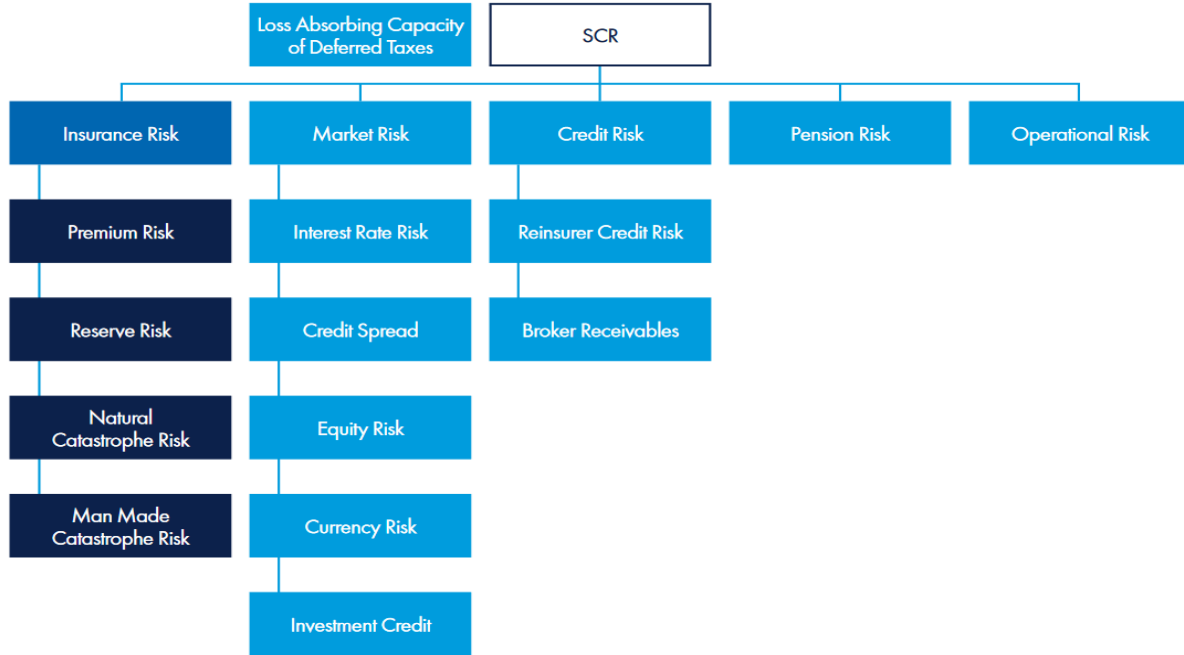 Loss Absorbing Capacity
of Deferred Taxes
SCR
Insurance Risk
Market Risk
Credit Risk
Pension Risk
Operational Risk
Premium Risk
Interest Rate Risk
Reinsurer Credit Risk
Reserve Risk
Credit Spread
Broker Receivables
Natural
Catastrophe Risk
Equity Risk
Man Made
Catastrophe Risk
Currency Risk
Investment Credit